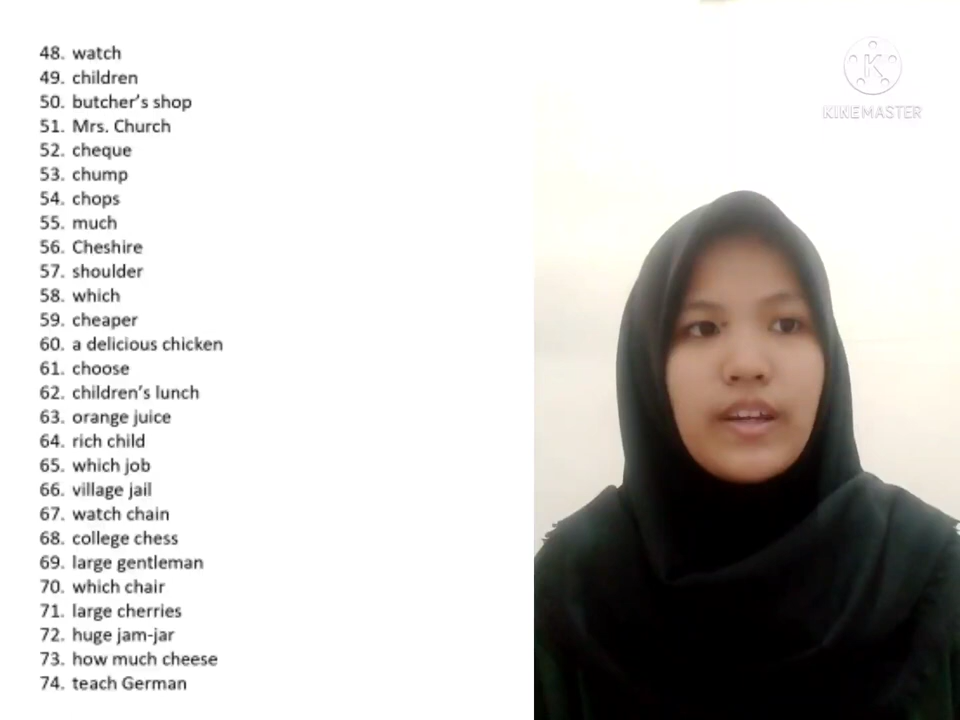 48. watch
49. children
50. butcher's shop
51. Mrs. Church
52. cheque
53. chump
54. chops
55. much
56. Cheshire
57. shoulder
58. which
59. cheaper
60. a delicious chicken
61. choose
62. children's lunch
63. orange juice
64. rich child
65. which job
66. village jail
67. watch chain
68. college chess
69. large gentleman
70. which chair
71. large cherries
72. huge jam-jar
73. how much cheese
74. teach German
K
KINEMASTER